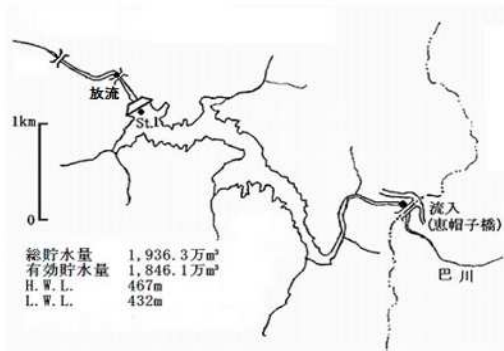 放流
St.1
1km
0
流入
(恵帽子橋)
巴川
総貯水量 1,936.3万m³
有効貯水量 1,846.1万m³
H.W.L. 467m
L.W.L. 432m